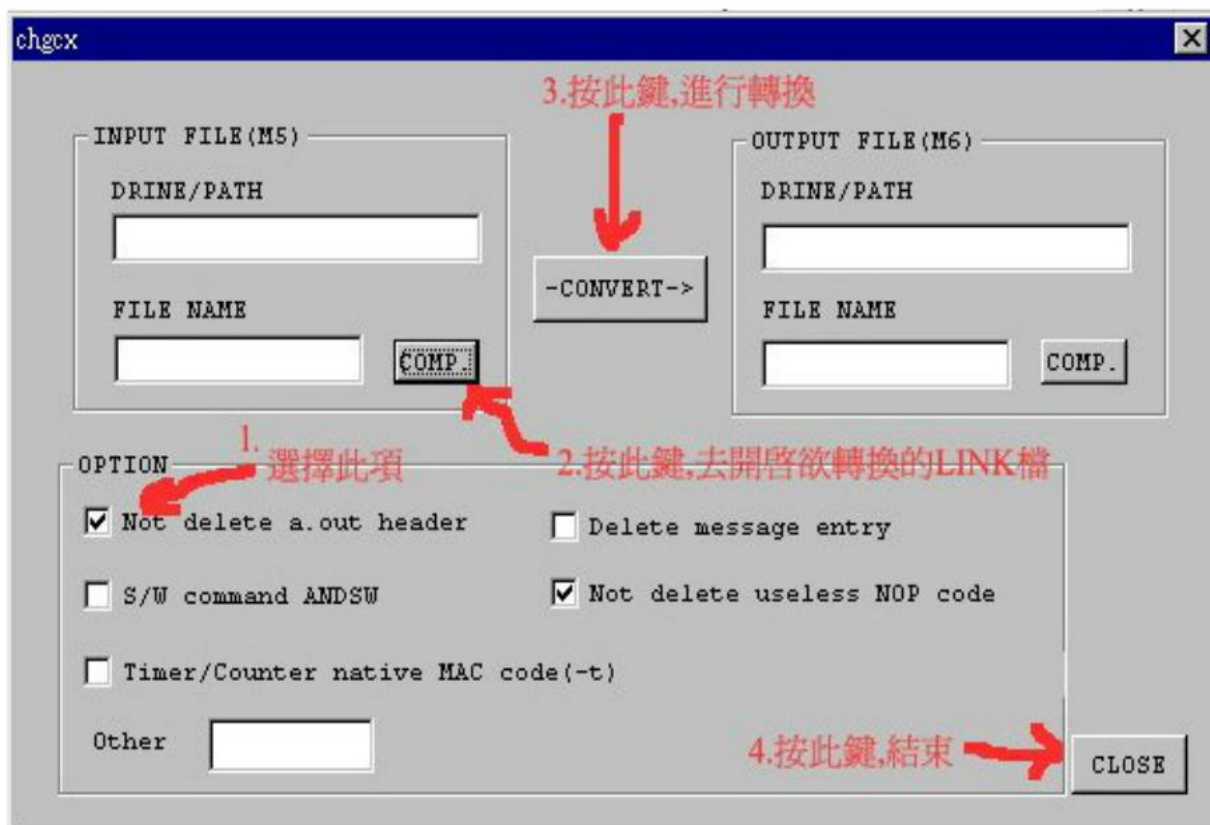 chgcx
3.按此鍵,進行轉換
INPUT FILE(M5)
DRINE/PATH
FILE NAME
COMP.
-CONVERT->
OUTPUT FILE(M6)
DRINE/PATH
FILE NAME
COMP.
1.
選擇此項
2.按此鍵,去開啓欲轉換的LINK檔
OPTION
Not delete a.out header
Delete message entry
S/W command ANDSW
Not delete useless NOP code
Timer/Counter native MAC code(-t)
Other
4.按此鍵,結束
CLOSE